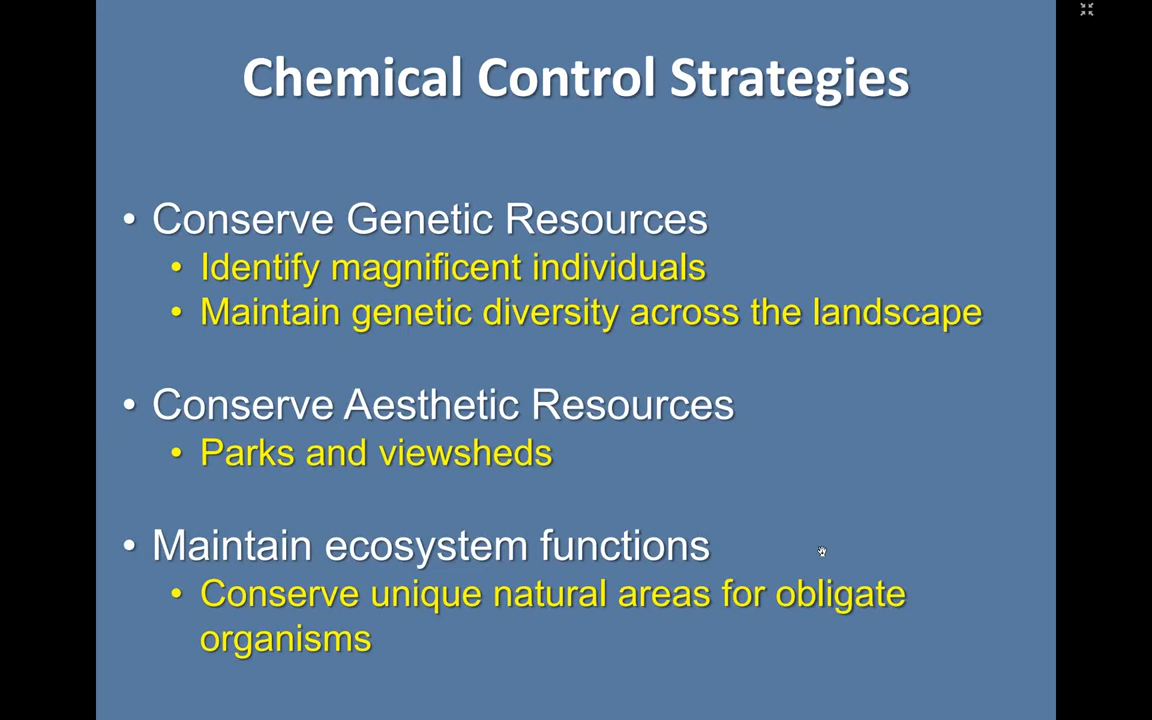 Chemical Control Strategies
• Conserve Genetic Resources
• Identify magnificent individuals
• Maintain genetic diversity across the landscape
• Conserve Aesthetic Resources
• Parks and viewsheds
• Maintain ecosystem functions
• Conserve unique natural areas for obligate
organisms